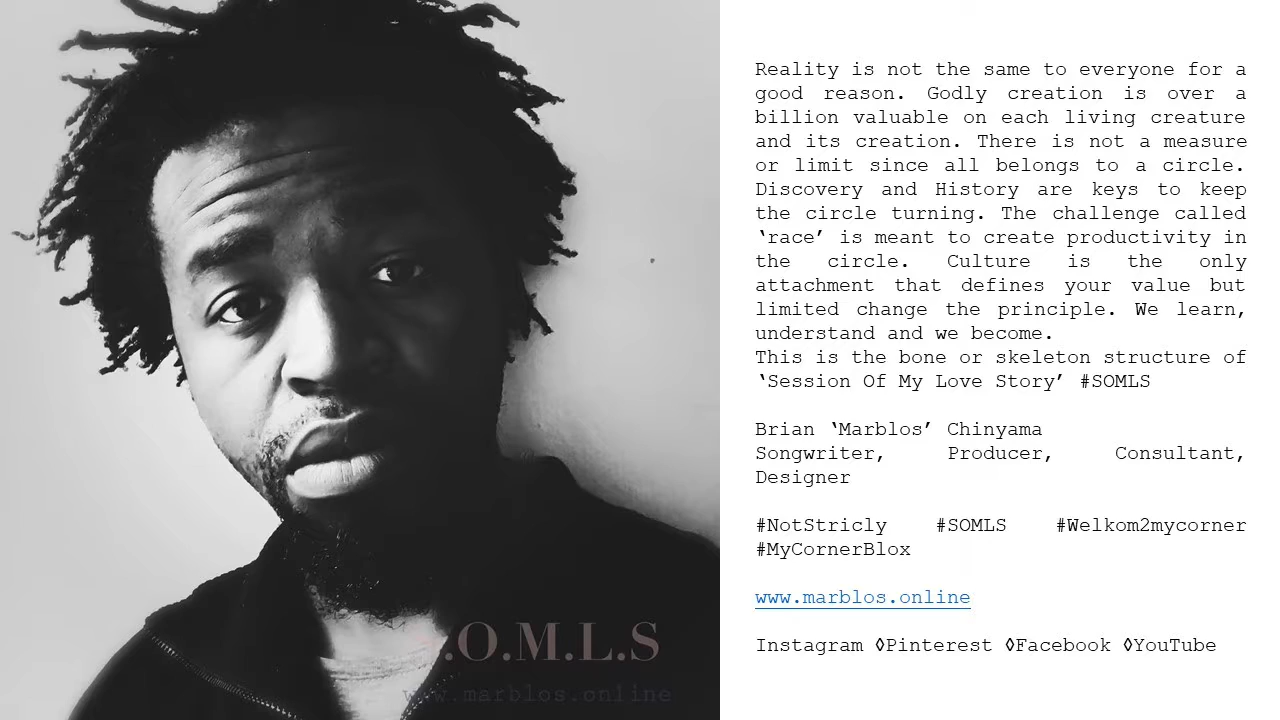 Reality is not the same to everyone for a
good reason. Godly creation is over a
billion valuable on each living creature
and its creation. There is not a measure
or limit since all belongs to a circle.
Discovery and History are keys to keep
the circle turning. The challenge called
‘race’ is meant to create productivity in
the circle. Culture is the only
attachment that defines your value but
limited change the principle. We learn,
understand and we become.
This is the bone or skeleton structure of
‘Session Of My Love Story’ #SOMLS
Brian ‘Marblos’ Chinyama
Songwriter, Producer, Consultant,
Designer
#NotStricly #SOMLS #Welkom2mycorner
#MyCornerBlox
www.marblos.online
Instagram ◊Pinterest ◊Facebook ◊YouTube
S.O.M.L.S
www.marblos.online